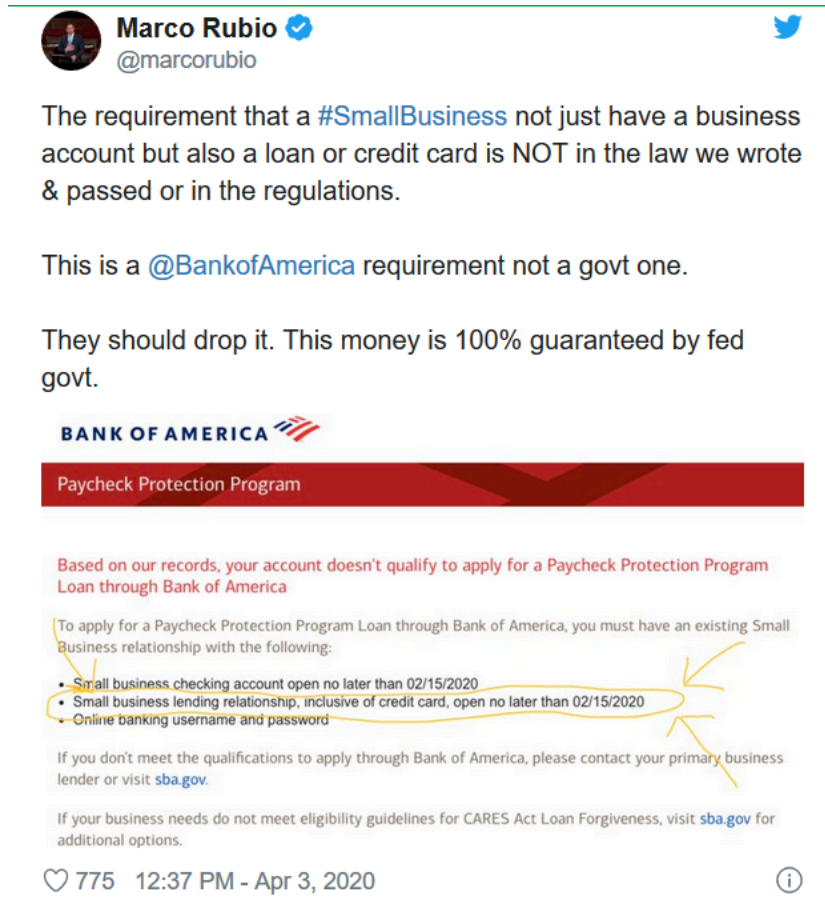 Marco Rubio
@marcorubio
The requirement that a #SmallBusiness not just have a business
account but also a loan or credit card is NOT in the law we wrote
& passed or in the regulations.
This is a @BankofAmerica requirement not a govt one.
They should drop it. This money is 100% guaranteed by fed
govt.
BANK OF AMERICA
Paycheck Protection Program
Based on our records, your account doesn't qualify to apply for a Paycheck Protection Program
Loan through Bank of America
To apply for a Paycheck Protection Program Loan through Bank of America, you must have an existing Small
Business relationship with the following:
• Small business checking account open no later than 02/15/2020
• Small business lending relationship, inclusive of credit card, open no later than 02/15/2020
• Online banking username and password
If you don't meet the qualifications to apply through Bank of America, please contact your primary business
lender or visit sba.gov.
If your business needs do not meet eligibility guidelines for CARES Act Loan Forgiveness, visit sba.gov for
additional options.
775 12:37 PM - Apr 3, 2020